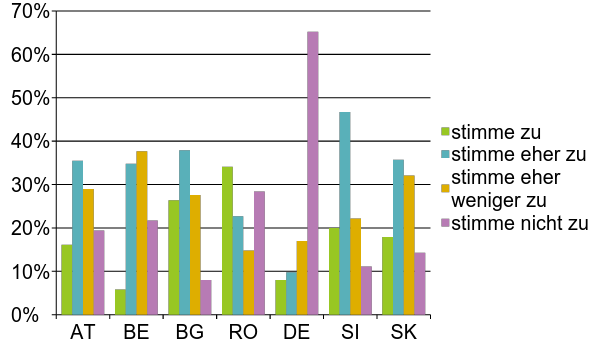 70%
60%
50%
40%
30%
20%
10%
0%
AT BE BG RO DE SI SK
stimme zu
stimme eher zu
stimme eher
weniger zu
stimme nicht zu